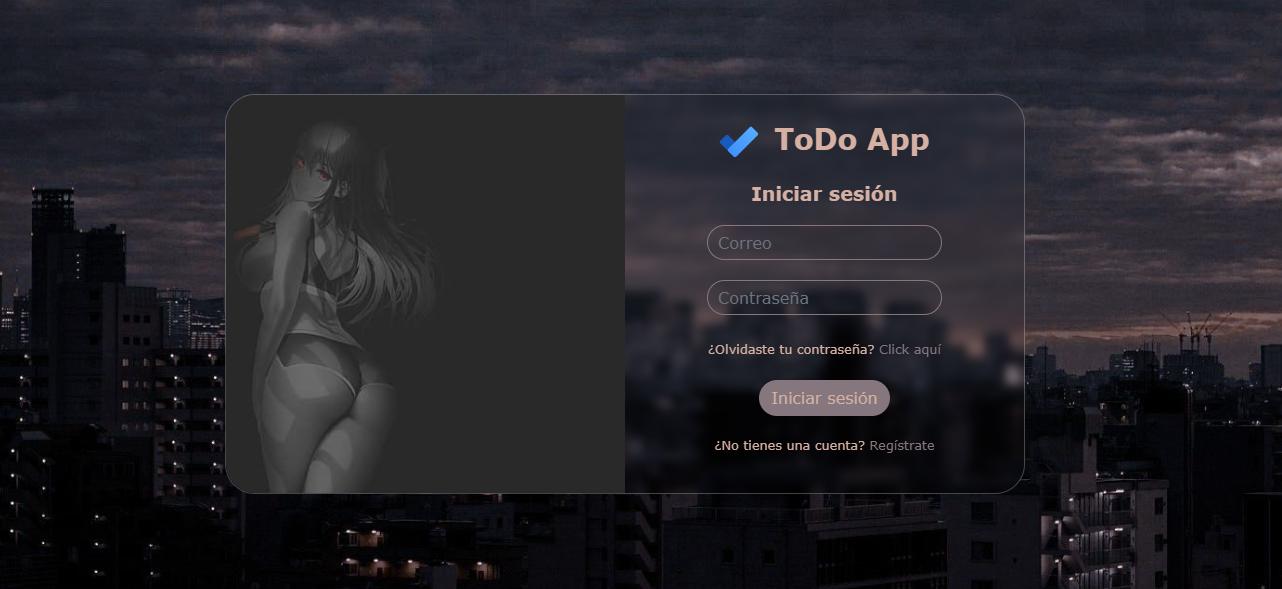 ToDo App
Iniciar sesión
Correo
Contraseña
¿Olvidaste tu contraseña? Click aquí
Iniciar sesión
¿No tienes una cuenta? Regístrate